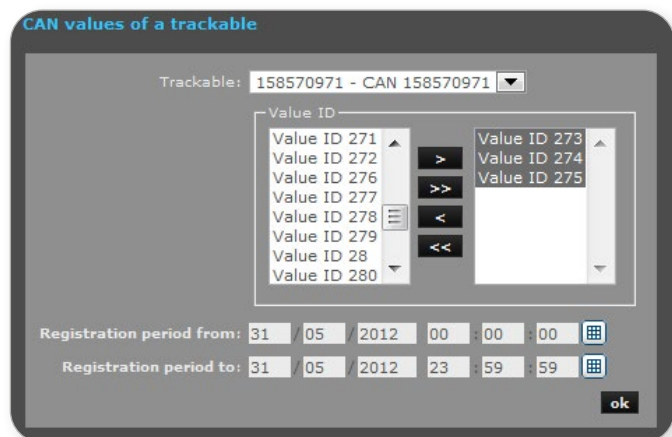 CAN values of a trackable
Trackable: 158570971 - CAN 158570971
Value ID
Value ID 271
Value ID 272
Value ID 276
Value ID 277
Value ID 278
Value ID 279
Value ID 28
Value ID 280
>
>>
<
<<
Value ID 273
Value ID 274
Value ID 275
Registration period from: 31 / 05 / 2012 00 : 00 : 00
Registration period to: 31 / 05 / 2012 23 : 59 : 59
ok